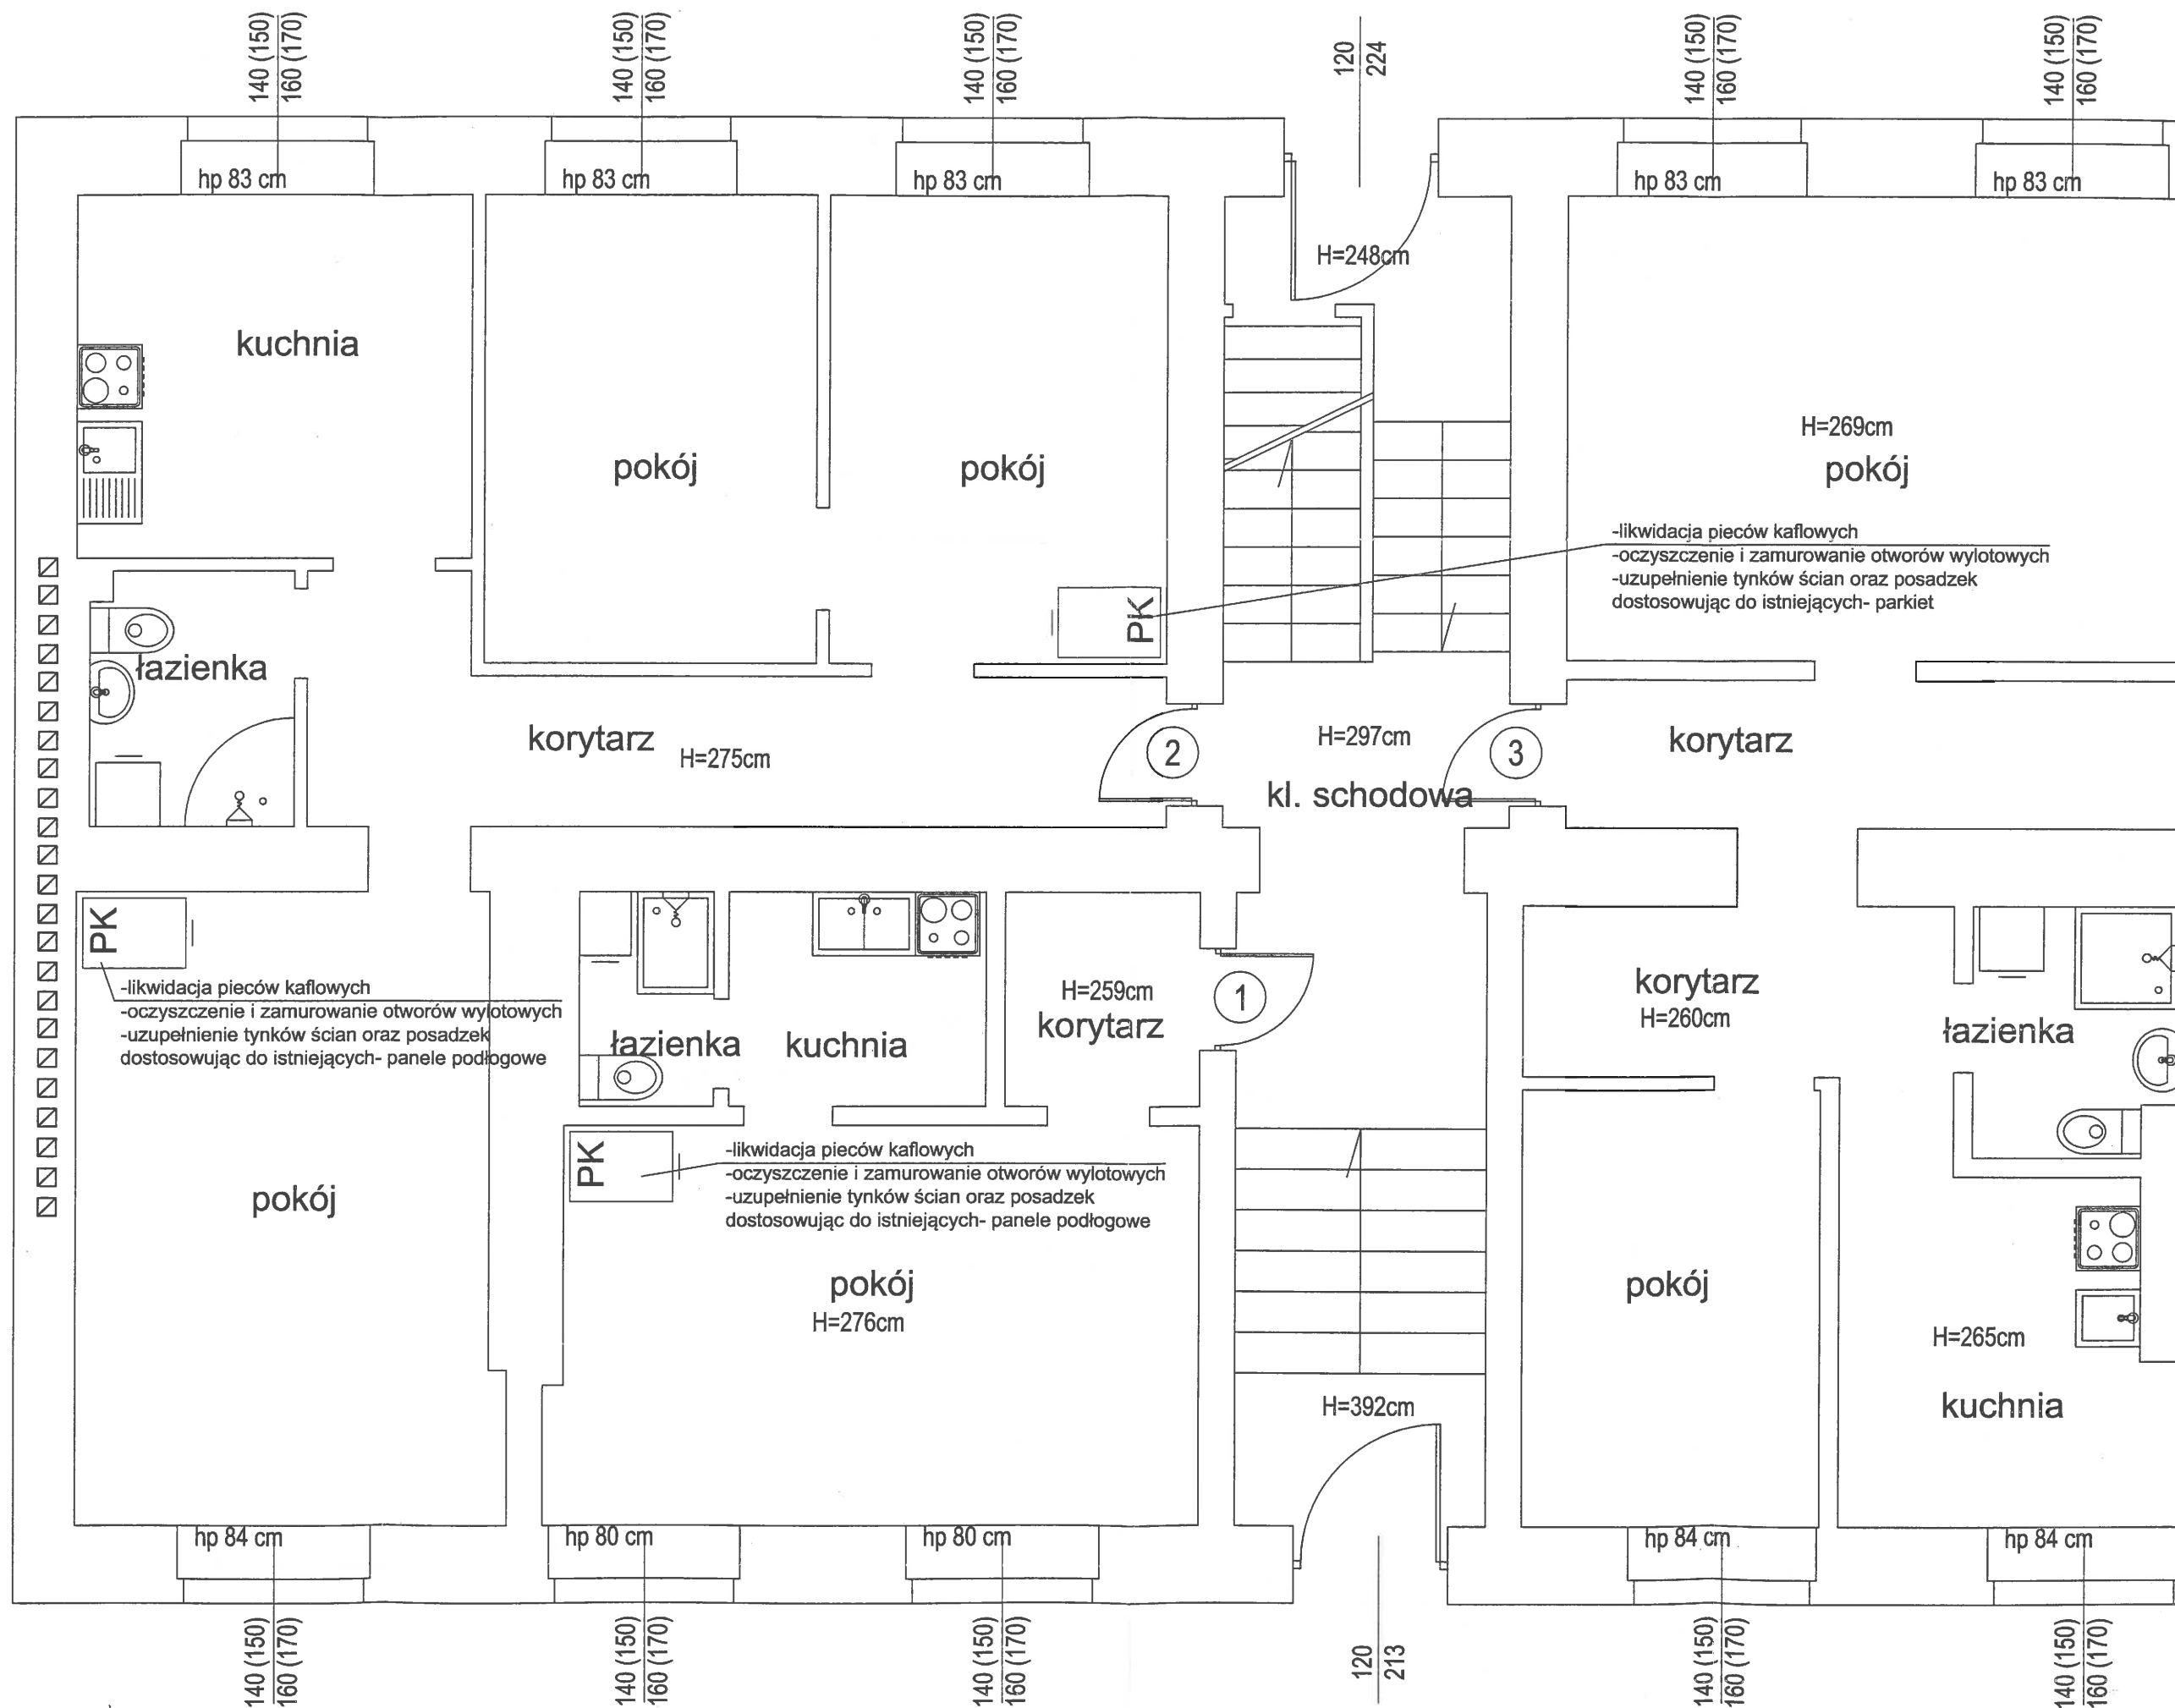 140 (150)
160 (170)
140 (150)
160 (170)
140 (150)
160 (170)
120
224
140 (150)
160 (170)
140 (150)
160 (170)
hp 83 cm
hp 83 cm
hp 83 cm
hp 83 cm
hp 83 cm
H=248cm
kuchnia
pokój
pokój
H=269cm
pokój
-likwidacja pieców kaflowych
-oczyszczenie i zamurowanie otworów wylotowych
-uzupełnienie tynków ścian oraz posadzek
dostosowując do istniejących- parkiet
PK
łazienka
korytarz
H=275cm
2
H=297cm
kl. schodowa
3
korytarz
PK
-likwidacja pieców kaflowych
-oczyszczenie i zamurowanie otworów wylotowych
-uzupełnienie tynków ścian oraz posadzek
dostosowując do istniejących- panele podłogowe
łazienka
kuchnia
H=259cm
korytarz
1
korytarz
H=260cm
łazienka
PK
-likwidacja pieców kaflowych
-oczyszczenie i zamurowanie otworów wylotowych
-uzupełnienie tynków ścian oraz posadzek
dostosowując do istniejących- panele podłogowe
pokój
pokój
H=276cm
pokój
H=265cm
kuchnia
H=392cm
hp 84 cm
hp 80 cm
hp 80 cm
hp 84 cm
hp 84 cm
140 (150)
160 (170)
140 (150)
160 (170)
140 (150)
160 (170)
120
213
140 (150)
160 (170)
140 (150)
160 (170)